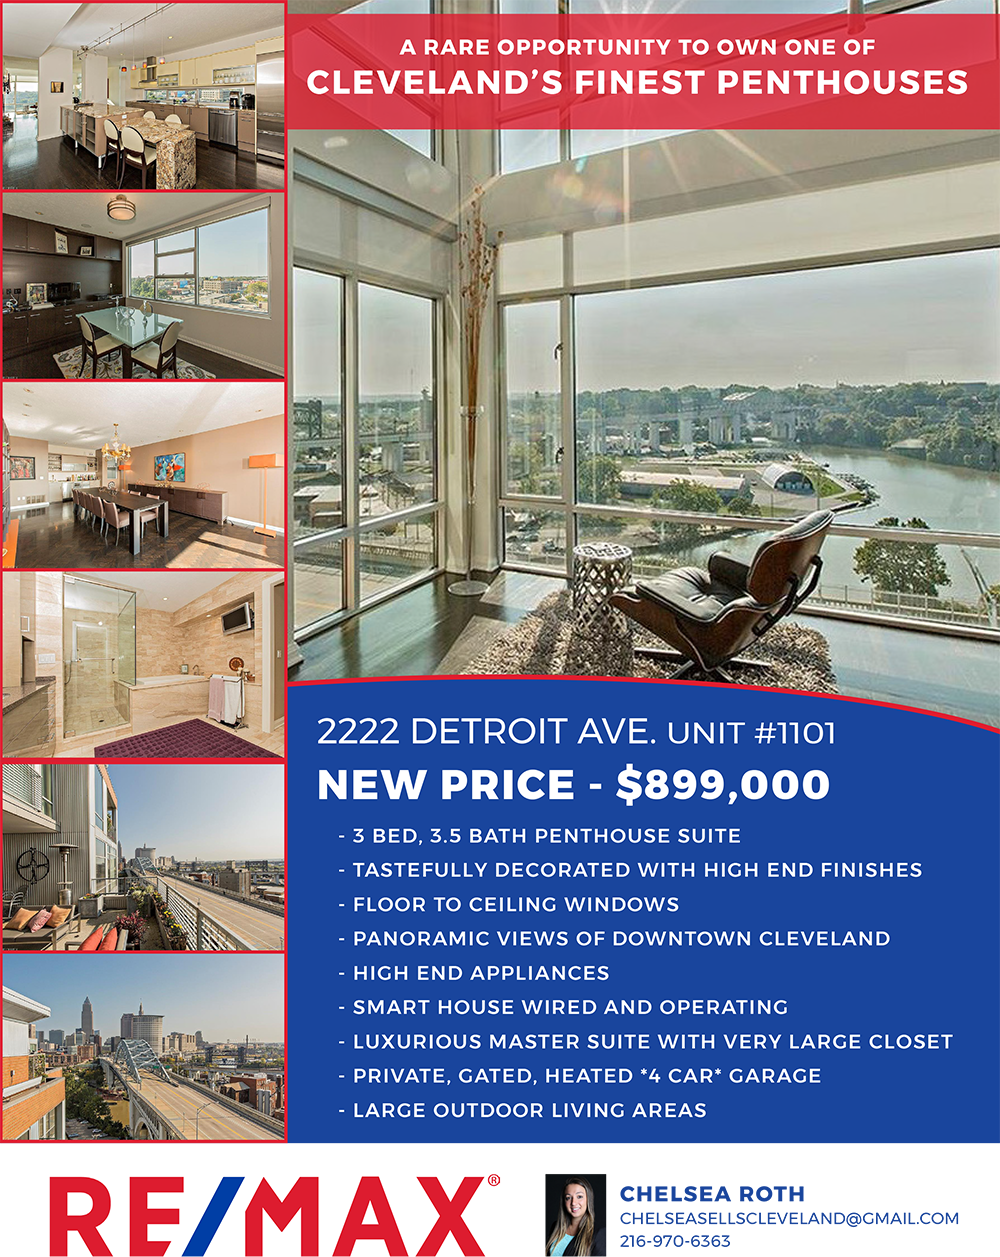 A RARE OPPORTUNITY TO OWN ONE OF
CLEVELAND'S FINEST PENTHOUSES
2222 DETROIT AVE. UNIT #1101
NEW PRICE - $899,000
- 3 BED, 3.5 BATH PENTHOUSE SUITE
- TASTEFULLY DECORATED WITH HIGH END FINISHES
- FLOOR TO CEILING WINDOWS
- PANORAMIC VIEWS OF DOWNTOWN CLEVELAND
- HIGH END APPLIANCES
- SMART HOUSE WIRED AND OPERATING
- LUXURIOUS MASTER SUITE WITH VERY LARGE CLOSET
- PRIVATE, GATED, HEATED *4 CAR* GARAGE
- LARGE OUTDOOR LIVING AREAS
RE/MAX®
CHELSEA ROTH
CHELSEASELLSCLEVELAND@GMAIL.COM
216-970-6363